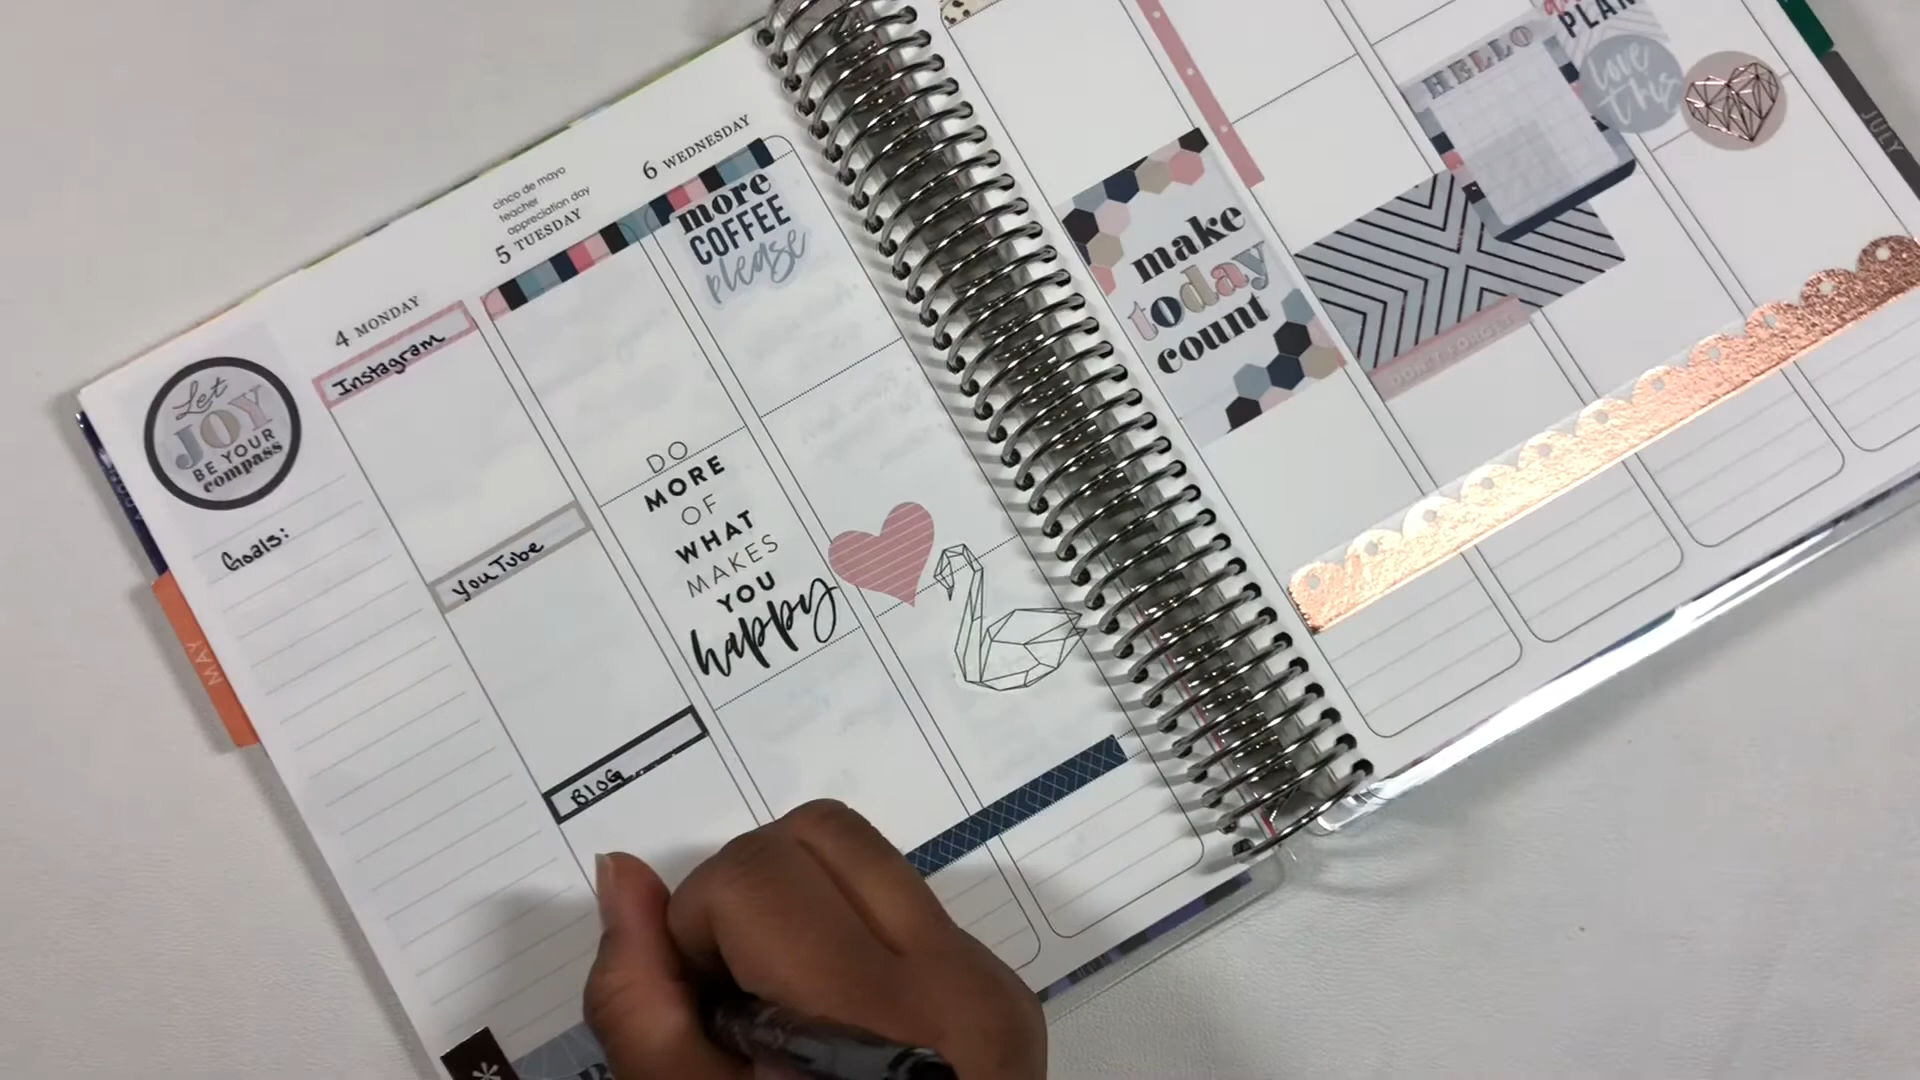 cinco de mayo
teacher
appreciation day
4 MONDAY
5 TUESDAY
6 WEDNESDAY
Let
JOY
BE YOUR
compass
Goals:
Instagram
YouTube
BLOG
more
COFFEE
please
DO
MORE
OF
WHAT
MAKES
YOU
happy
MAY
make
today
count
HELLO
love
this
DON'T FORGET
JULY
*